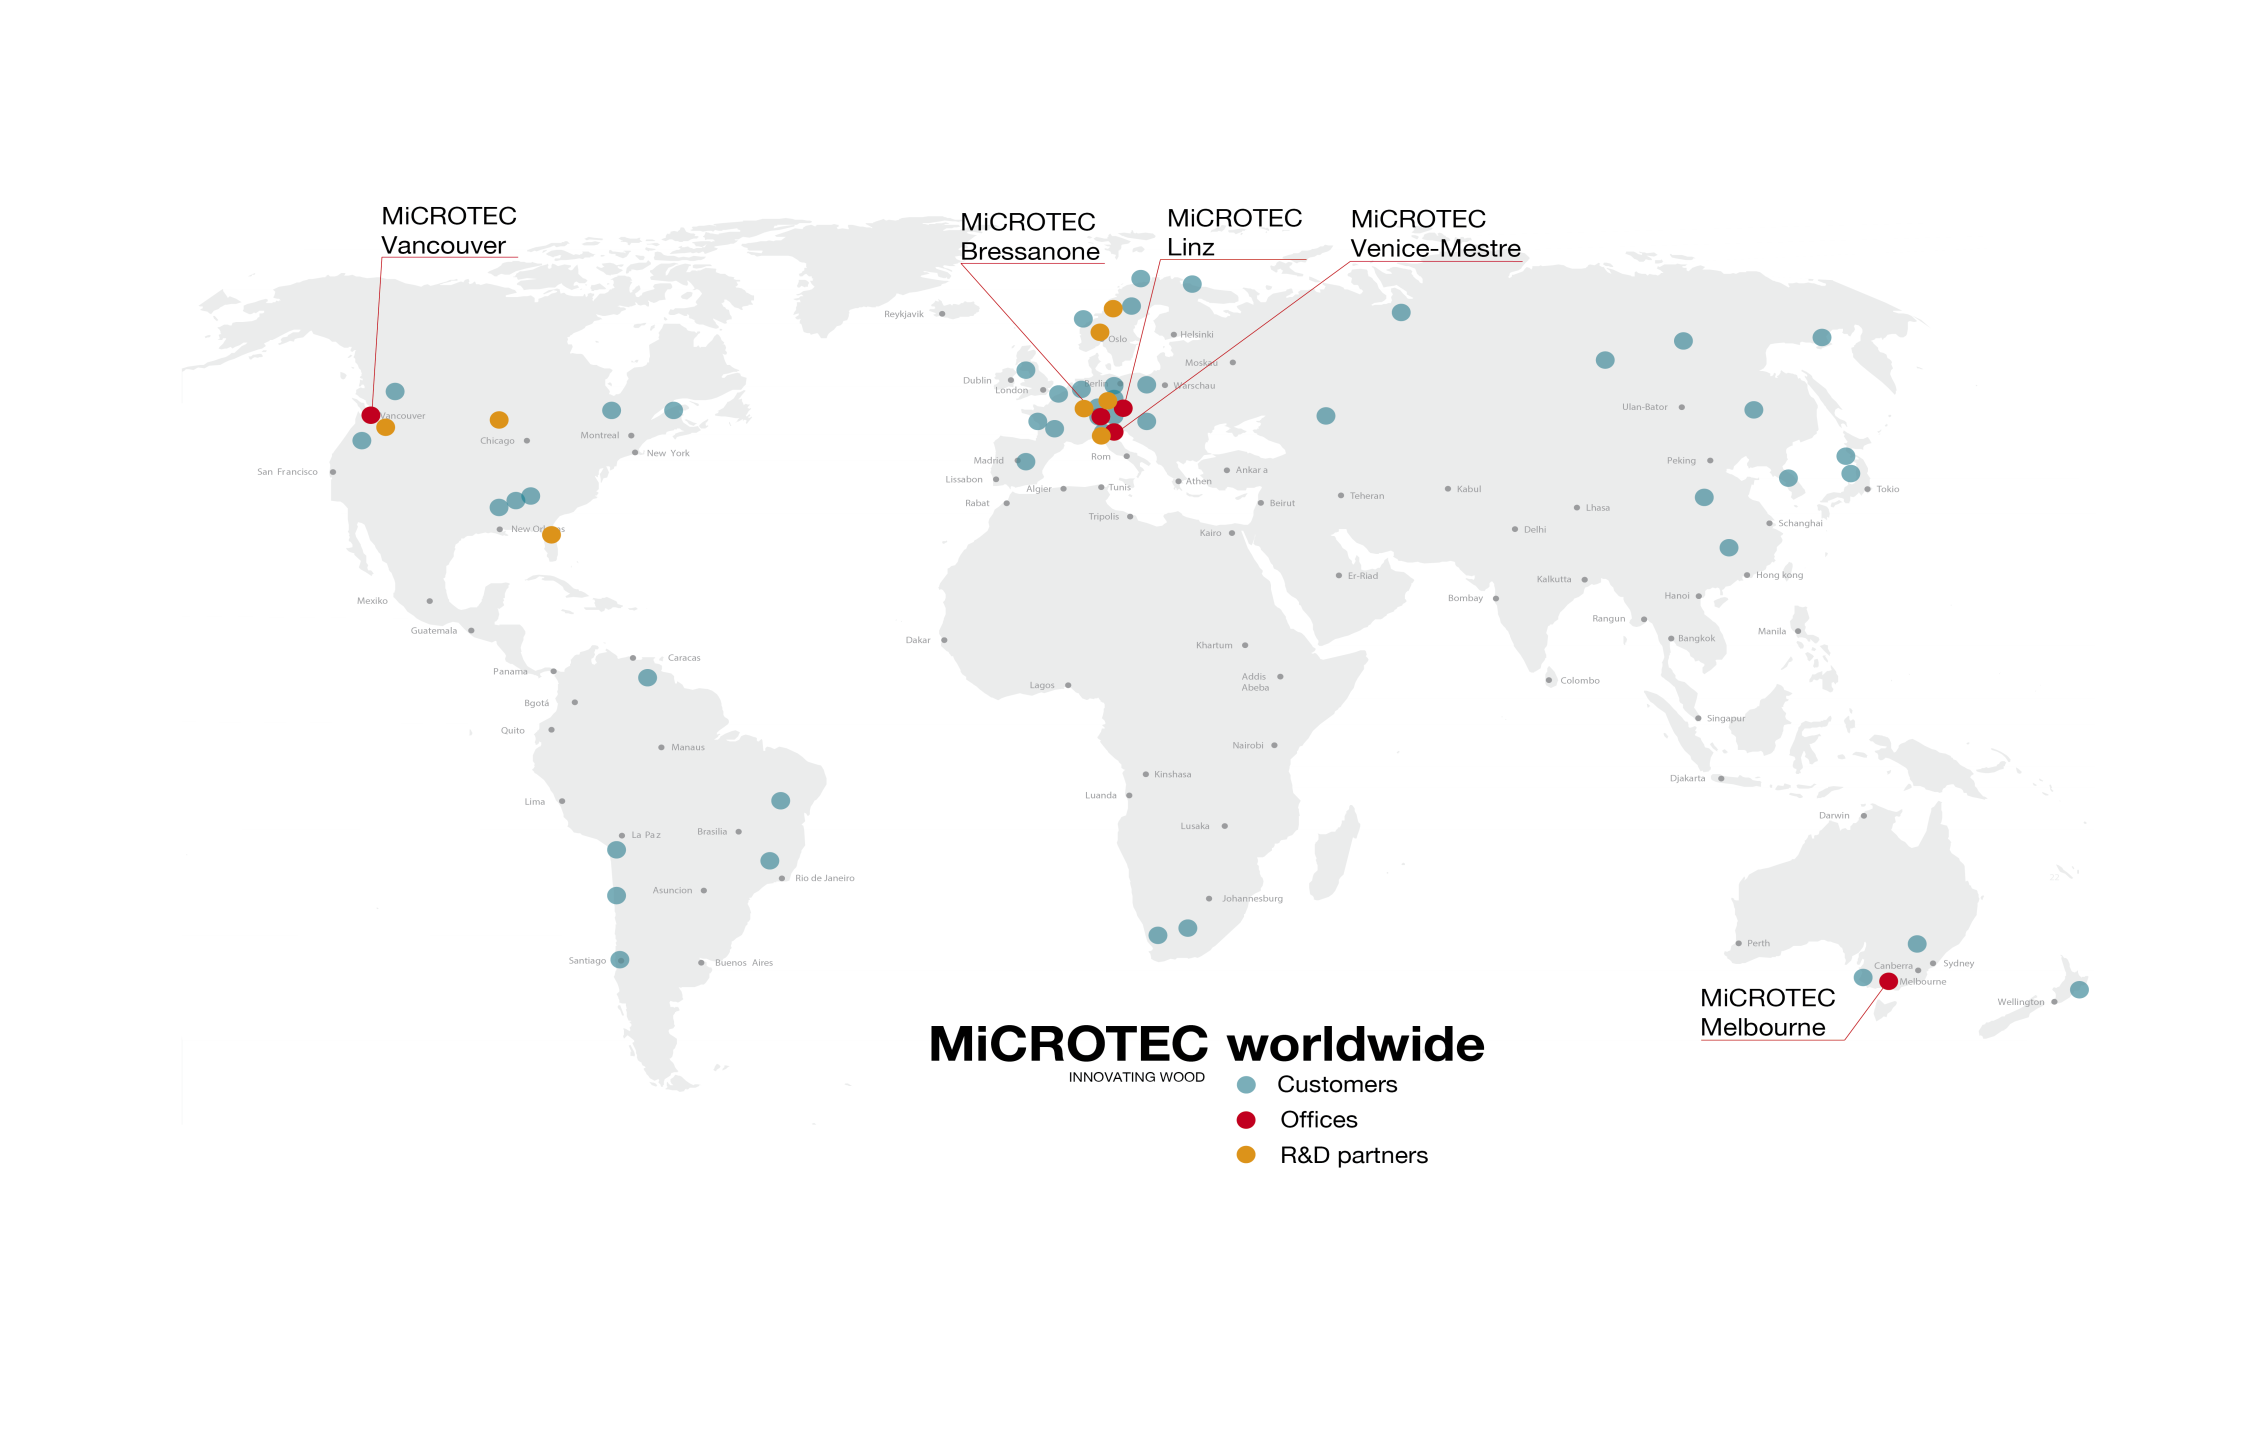 MiCROTEC
Vancouver
MiCROTEC
Bressanone
MiCROTEC
Linz
MiCROTEC
Venice-Mestre
Reykjavik
Oslo
Helsinki
Moskau
Dublin
London
Berlin
Warschau
Vancouver
Chicago
Montreal
New York
San Francisco
New Orleans
Madrid
Lissabon
Rom
Algier
Tunis
Athen
Ankara
Rabat
Tripolis
Beirut
Kairo
Teheran
Kabul
Er-Riad
Delhi
Lhasa
Ulan-Bator
Peking
Tokio
Schanghai
Hong kong
Kalkutta
Bombay
Hanoi
Rangun
Bangkok
Manila
Colombo
Singapur
Djakarta
Mexiko
Guatemala
Panama
Caracas
Bgotá
Quito
Manaus
Lima
La Paz
Brasilia
Asuncion
Rio de Janeiro
Santiago
Buenos Aires
Dakar
Lagos
Khartum
Addis
Abeba
Nairobi
Kinshasa
Luanda
Lusaka
Johannesburg
Darwin
Perth
Canberra
Sydney
Melbourne
Wellington
22
MiCROTEC
Melbourne
MiCROTEC worldwide
INNOVATING WOOD
Customers
Offices
R&D partners